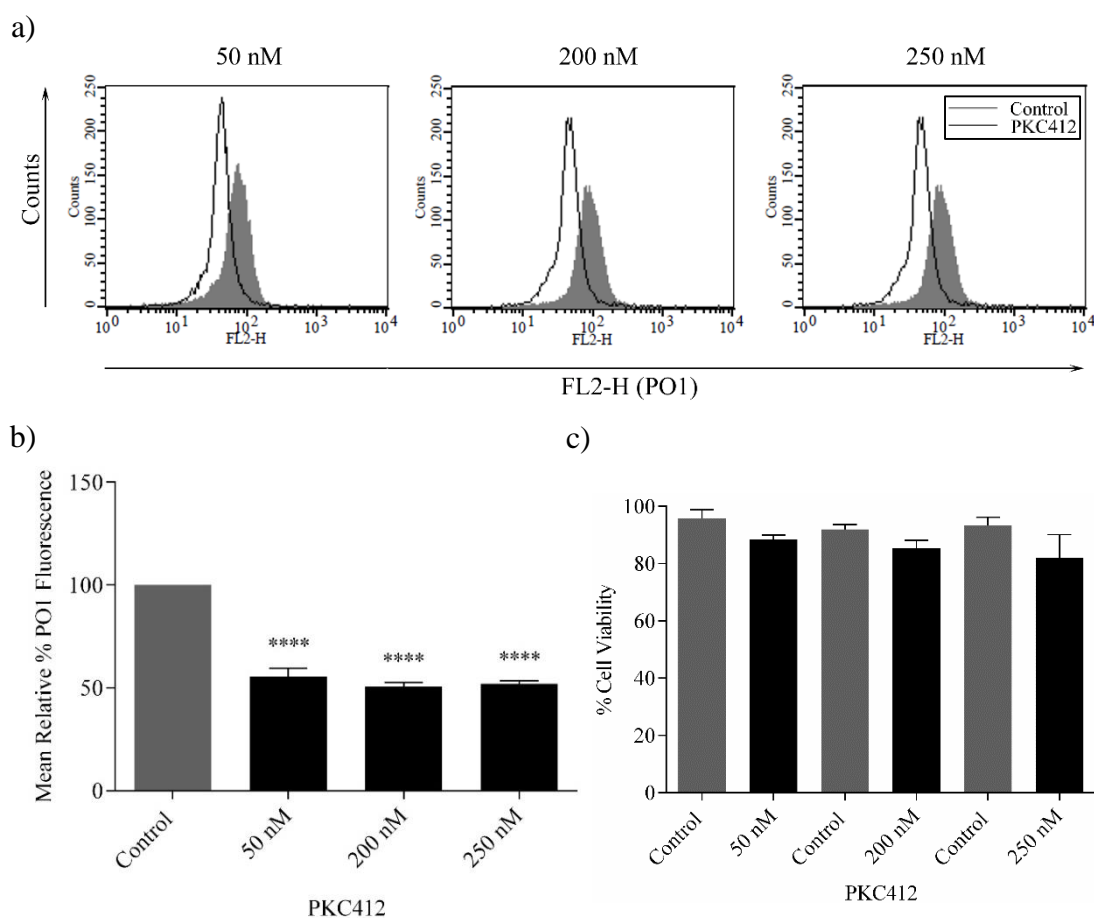 a)
50 nM
200 nM
250 nM
Counts
Counts
0 50 100 150 200 250
10^0 10^1 10^2 10^3 10^4
FL2-H
Counts
0 50 100 150 200 250
10^0 10^1 10^2 10^3 10^4
FL2-H
Counts
0 50 100 150 200 250
10^0 10^1 10^2 10^3 10^4
FL2-H
Control
PKC412
FL2-H (PO1)
b)
Mean Relative % PO1 Fluorescence
150
100
50
0
****
****
****
Control
50 nM
200 nM
250 nM
PKC412
c)
% Cell Viability
100
80
60
40
20
0
Control
50 nM
Control
200 nM
Control
250 nM
PKC412